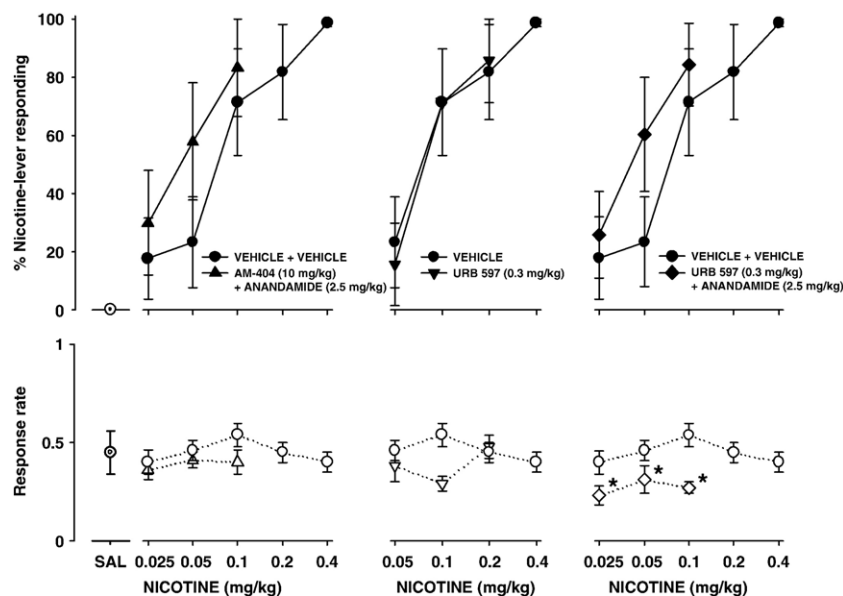 % Nicotine-lever responding
100
80
60
40
20
0
VEHICLE + VEHICLE
AM-404 (10 mg/kg)
+ ANANDAMIDE (2.5 mg/kg)
VEHICLE
URB 597 (0.3 mg/kg)
VEHICLE + VEHICLE
URB 597 (0.3 mg/kg)
+ ANANDAMIDE (2.5 mg/kg)
Response rate
1
0.5
0
* * *
SAL 0.025 0.05 0.1 0.2 0.4 0.05 0.1 0.2 0.4 0.025 0.05 0.1 0.2 0.4
NICOTINE (mg/kg) NICOTINE (mg/kg) NICOTINE (mg/kg)